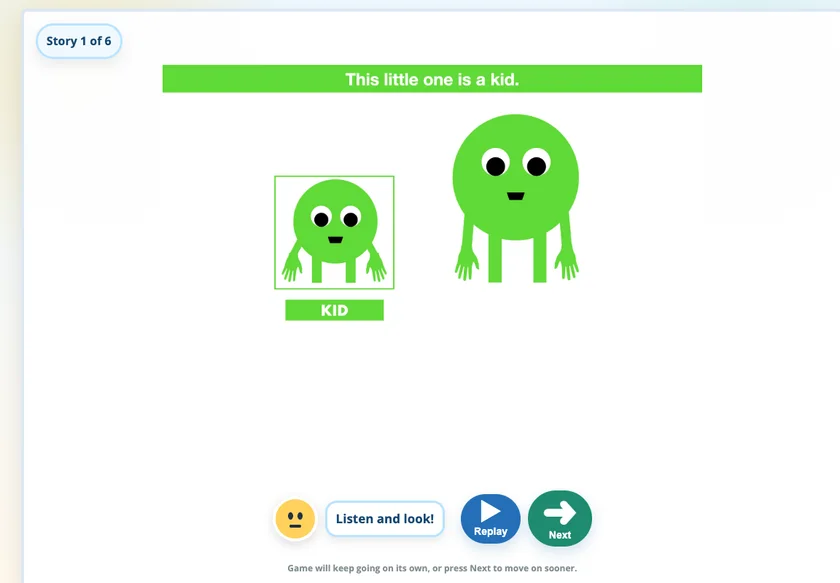 Story 1 of 6
This little one is a kid.
KID
Listen and look!
Replay
Next
Game will keep going on its own, or press Next to move on sooner.